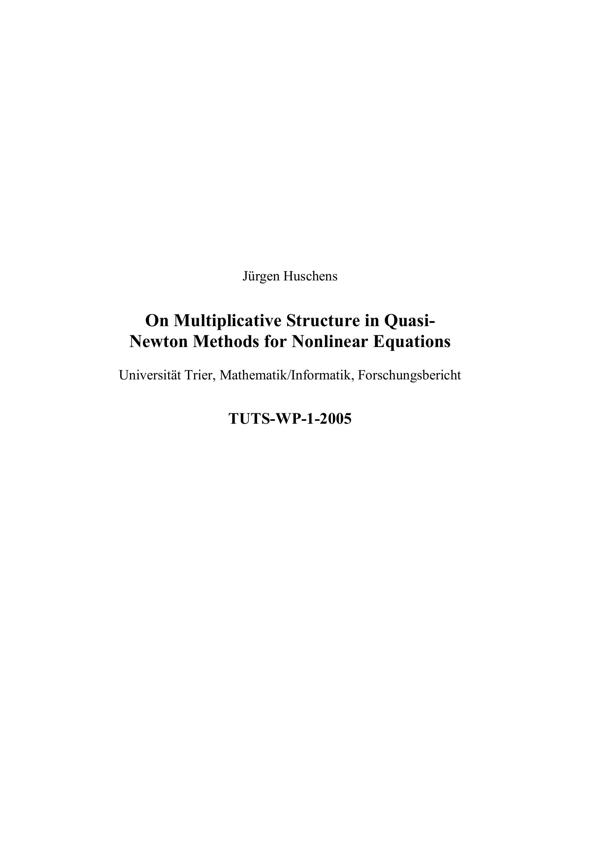 Jürgen Huschens
On Multiplicative Structure in Quasi-
Newton Methods for Nonlinear Equations
Universität Trier, Mathematik/Informatik, Forschungsbericht
TUTS-WP-1-2005